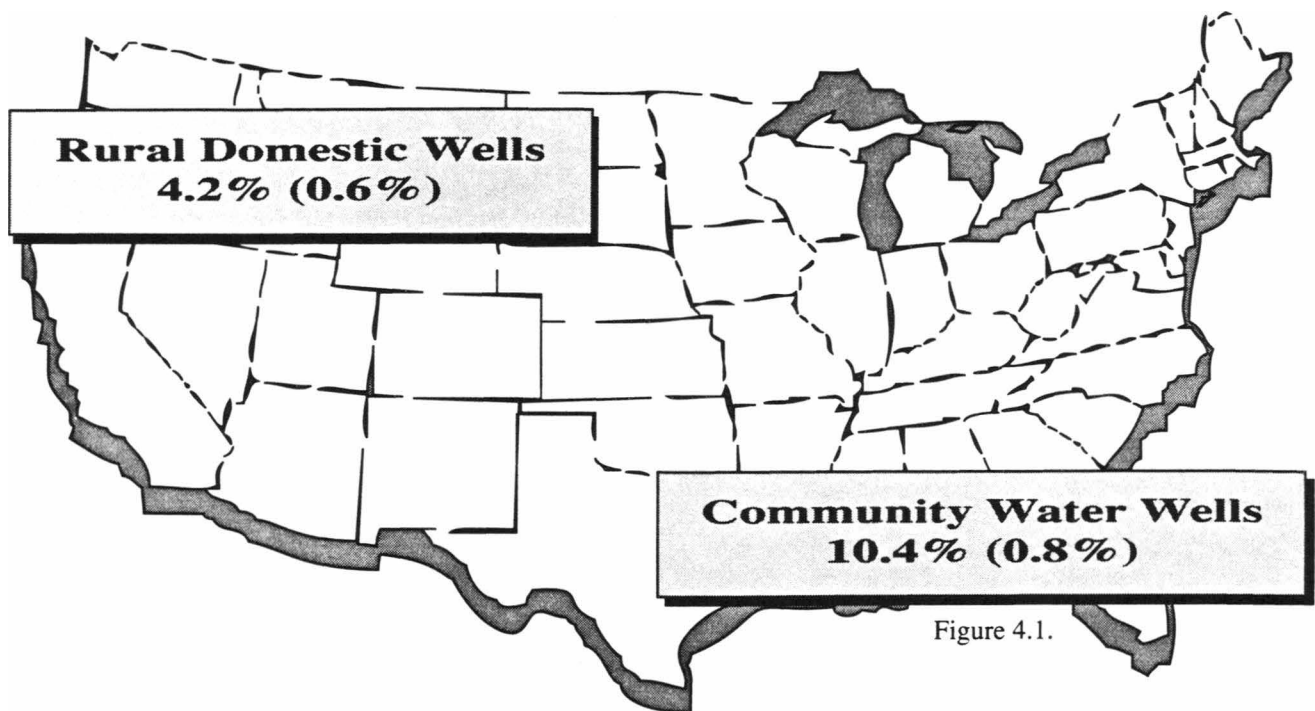 Rural Domestic Wells
4.2% (0.6%)
Community Water Wells
10.4% (0.8%)
Figure 4.1.